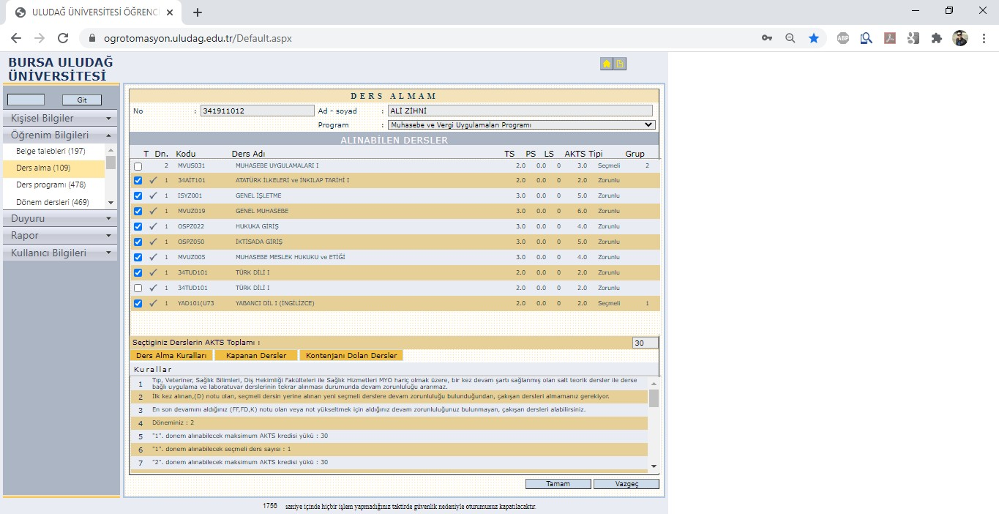 ULUDAĞ ÜNİVERSİTESİ ÖĞRENC
ogrotomasyon.uludag.edu.tr/Default.aspx
ABP
BURSA ULUDAĞ
ÜNİVERSİTESİ
Git
Kişisel Bilgiler
Öğrenim Bilgileri
Belge talebleri (197)
Ders alma (109)
Ders programı (478)
Dönem dersleri (469)
Duyuru
Rapor
Kullanıcı Bilgileri
DERS ALMAM
No : 341911012 Ad - soyad : ALİ ZİHNİ
Program : Muhasebe ve Vergi Uygulamaları Programı
ALINABİLEN DERSLER
T Dn. Kodu Ders Adı TS PS LS AKTS Tipi Grup
2 MVUS031 MUHASEBE UYGULAMALARI I 2.0 0.0 0 3.0 Seçmeli 2
1 34AİT101 ATATÜRK İLKELERİ ve İNKILAP TARİHİ I 2.0 0.0 0 2.0 Zorunlu
1 ISYZ001 GENEL İŞLETME 3.0 0.0 0 5.0 Zorunlu
1 MVUZ019 GENEL MUHASEBE 3.0 0.0 0 6.0 Zorunlu
1 OSPZ022 HUKUKA GİRİŞ 3.0 0.0 0 4.0 Zorunlu
1 OSPZ050 İKTİSADA GİRİŞ 3.0 0.0 0 5.0 Zorunlu
1 MVUZ005 MUHASEBE MESLEK HUKUKU ve ETİĞİ 3.0 0.0 0 4.0 Zorunlu
1 34TUD101 TÜRK DİLİ I 2.0 0.0 0 2.0 Zorunlu
1 34TUD101 TÜRK DİLİ I 2.0 0.0 0 2.0 Zorunlu
1 YAD101(U73 YABANCI DİL I (İNGİLİZCE) 2.0 0.0 0 2.0 Seçmeli 1
Seçtiginiz Derslerin AKTS Toplamı : 30
Ders Alma Kuralları Kapanan Dersler Kontenjanı Dolan Dersler
Kurallar
1 Tıp, Veteriner, Sağlık Bilimleri, Diş Hekimliği Fakülteleri ile Sağlık Hizmetleri MYO hariç olmak üzere, bir kez devam şartı sağlanmış olan salt teorik dersler ile derse
bağlı uygulama ve laboratuvar derslerinin tekrar alınması durumunda devam zorunluluğu aranmaz.
2 İlk kez alınan,(D) notu olan, seçmeli dersin yerine alınan yeni seçmeli derslere devam zorunluluğu bulunduğundan, çakışan dersleri almamanız gerekiyor.
3 En son devamını aldığınız (FF,FD,K) notu olan veya not yükseltmek için aldığınız devam zorunluluğunuz bulunmayan, çakışan dersleri alabilirsiniz.
4 Döneminiz : 2
5 "1". donem alınabilecek maksimum AKTS kredisi yükü : 30
6 "1". donem alınabilecek seçmeli ders sayısı : 1
7 "2". donem alınabilecek maksimum AKTS kredisi yükü : 30
Tamam Vazgeç
1756 saniye içinde hiçbir işlem yapmadığınız taktirde güvenlik nedeniyle oturumunuz kapatılacaktır.